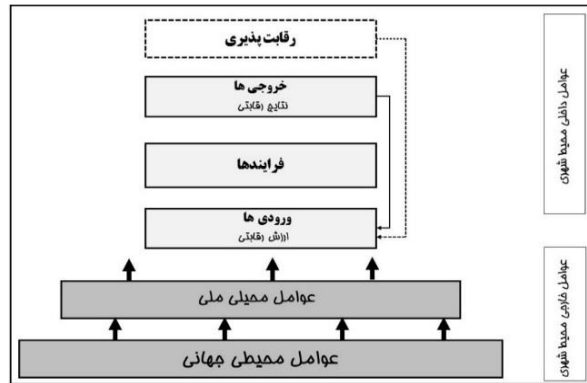 رقابت‌پذیری
خروجی ها
نتایج رقابتی
فرایندها
ورودی ها
ارزش رقابتی
عوامل محیلی ملی
عوامل محیطی جهانی
عوامل داخلی محیط شهری
عوامل خارجی محیط شهری